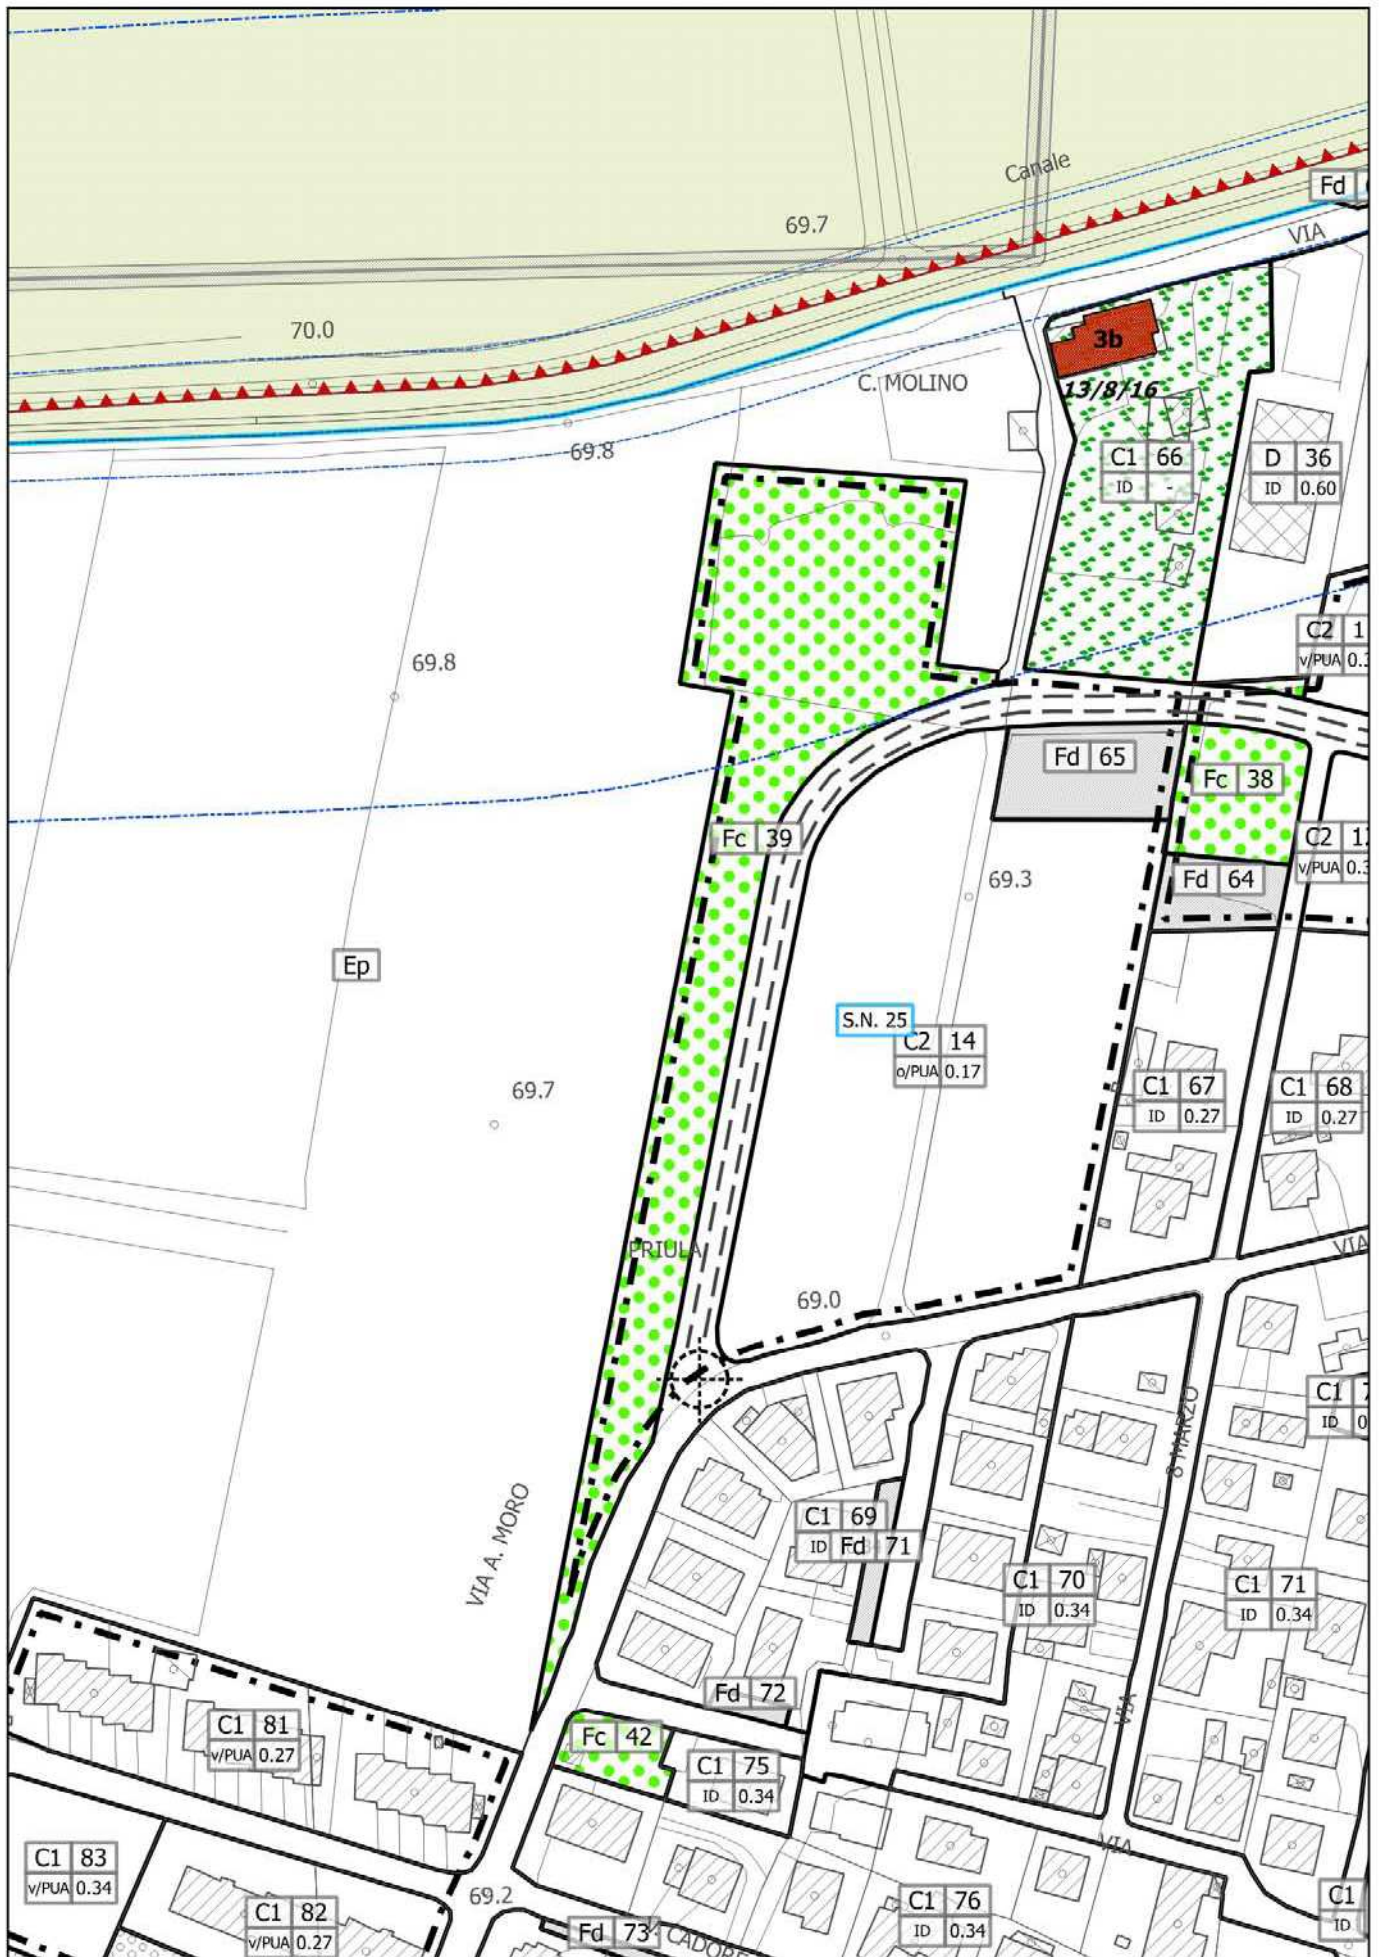 Canale
Fd
69.7
VIA
70.0
3b
C. MOLINO
13/8/16
69.8
C1 66
ID -
D 36
ID 0.60
69.8
C2 1
v/PUA 0.3
Fd 65
Fc 38
Fc 39
C2 1
v/PUA 0.3
69.3
Fd 64
Ep
S.N. 25
C2 14
o/PUA 0.17
69.7
C1 67
ID 0.27
C1 68
ID 0.27
PRIULA
VIA
69.0
C1 7
ID 0
8 MARZO
VIA A. MORO
C1 69
ID Fd 71
C1 70
ID 0.34
C1 71
ID 0.34
Fd 72
VIA
C1 81
v/PUA 0.27
Fc 42
C1 75
ID 0.34
VIA
C1 83
v/PUA 0.34
69.2
C1 76
ID 0.34
C1
ID
C1 82
v/PUA 0.27
Fd 73
CADORE